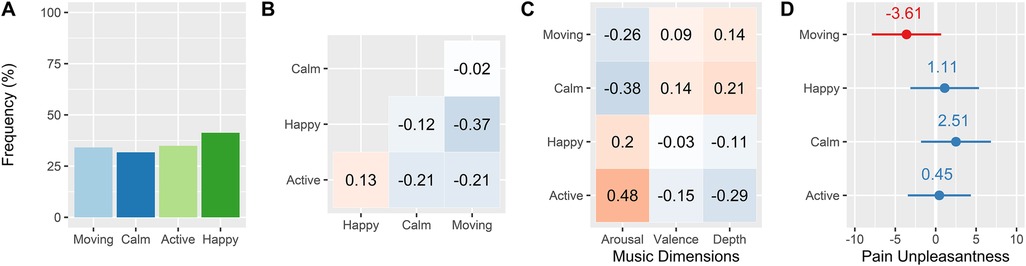 A
Frequency (%)
100
75
50
25
0
Moving Calm Active Happy
B
Calm
Happy
Active
-0.02
-0.12 -0.37
0.13 -0.21 -0.21
Happy Calm Moving
C
Moving
Calm
Happy
Active
-0.26 0.09 0.14
-0.38 0.14 0.21
0.2 -0.03 -0.11
0.48 -0.15 -0.29
Arousal Valence Depth
Music Dimensions
D
Moving
Happy
Calm
Active
-3.61
1.11
2.51
0.45
-10 -5 0 5 10
Pain Unpleasantness